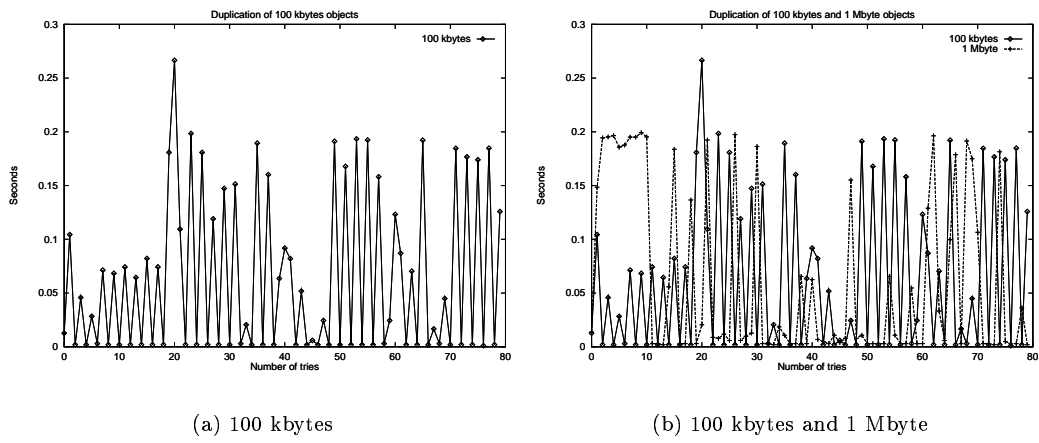 Duplication of 100 kbytes objects
0.3
0.25
0.2
0.15
0.1
0.05
0
Seconds
100 kbytes
0 10 20 30 40 50 60 70 80
Number of tries
(a) 100 kbytes
Duplication of 100 kbytes and 1 Mbyte objects
0.3
0.25
0.2
0.15
0.1
0.05
0
Seconds
100 kbytes
1 Mbyte
0 10 20 30 40 50 60 70 80
Number of tries
(b) 100 kbytes and 1 Mbyte